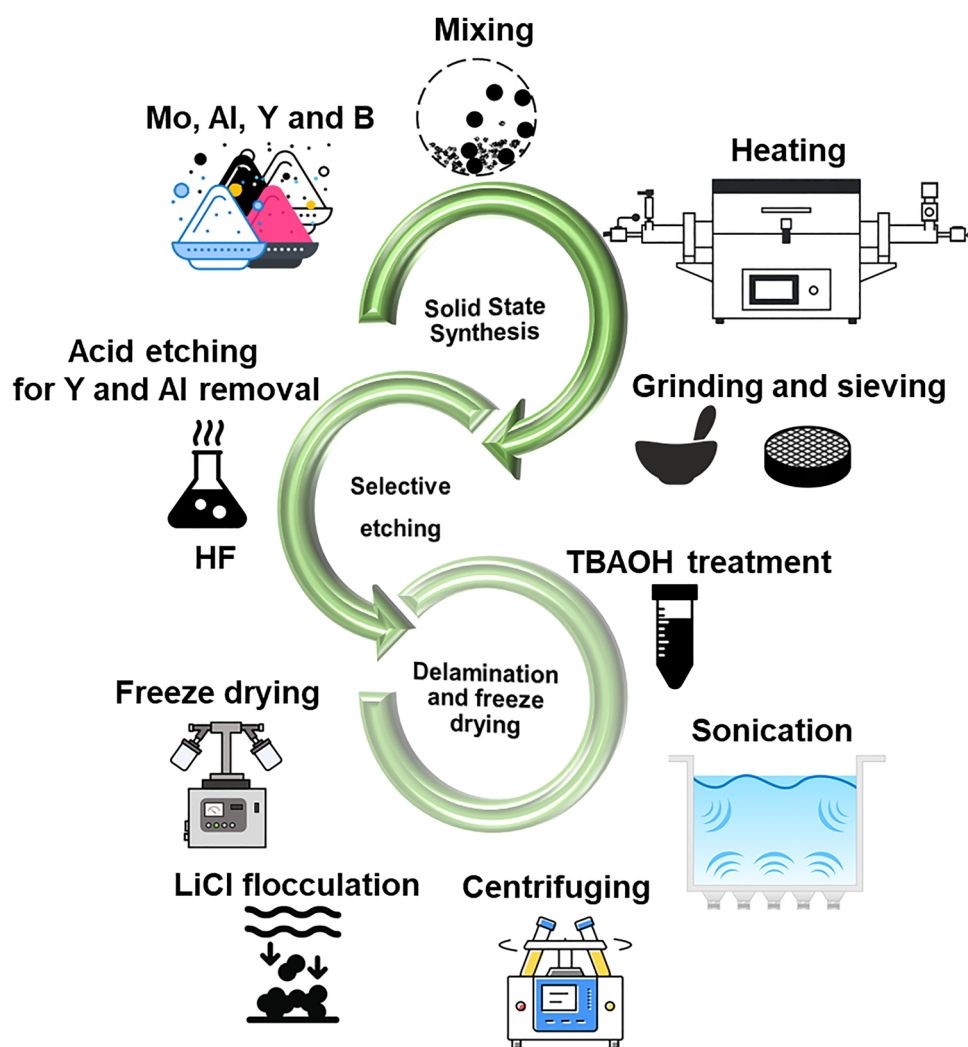 Mixing
Mo, Al, Y and B
Heating
Solid State
Synthesis
Acid etching
for Y and Al removal
Grinding and sieving
Selective
etching
HF
TBAOH treatment
Delamination
and freeze
drying
Freeze drying
Sonication
LiCl flocculation
Centrifuging